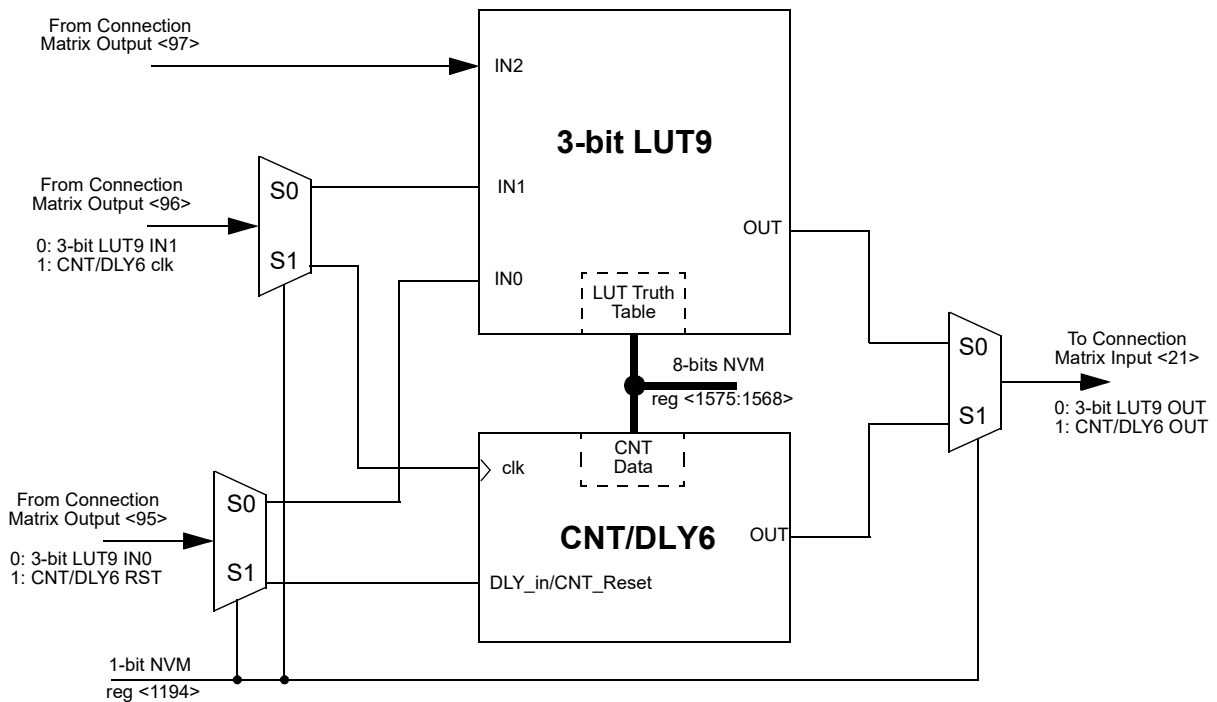 From Connection
Matrix Output <97>
IN2
3-bit LUT9
From Connection
Matrix Output <96>
S0
IN1
0: 3-bit LUT9 IN1
1: CNT/DLY6 clk
S1
OUT
IN0
LUT Truth
Table
8-bits NVM
reg <1575:1568>
S0
To Connection
Matrix Input <21>
S1
0: 3-bit LUT9 OUT
1: CNT/DLY6 OUT
CNT
Data
clk
From Connection
Matrix Output <95>
S0
0: 3-bit LUT9 IN0
1: CNT/DLY6 RST
S1
CNT/DLY6
OUT
DLY_in/CNT_Reset
1-bit NVM
reg <1194>